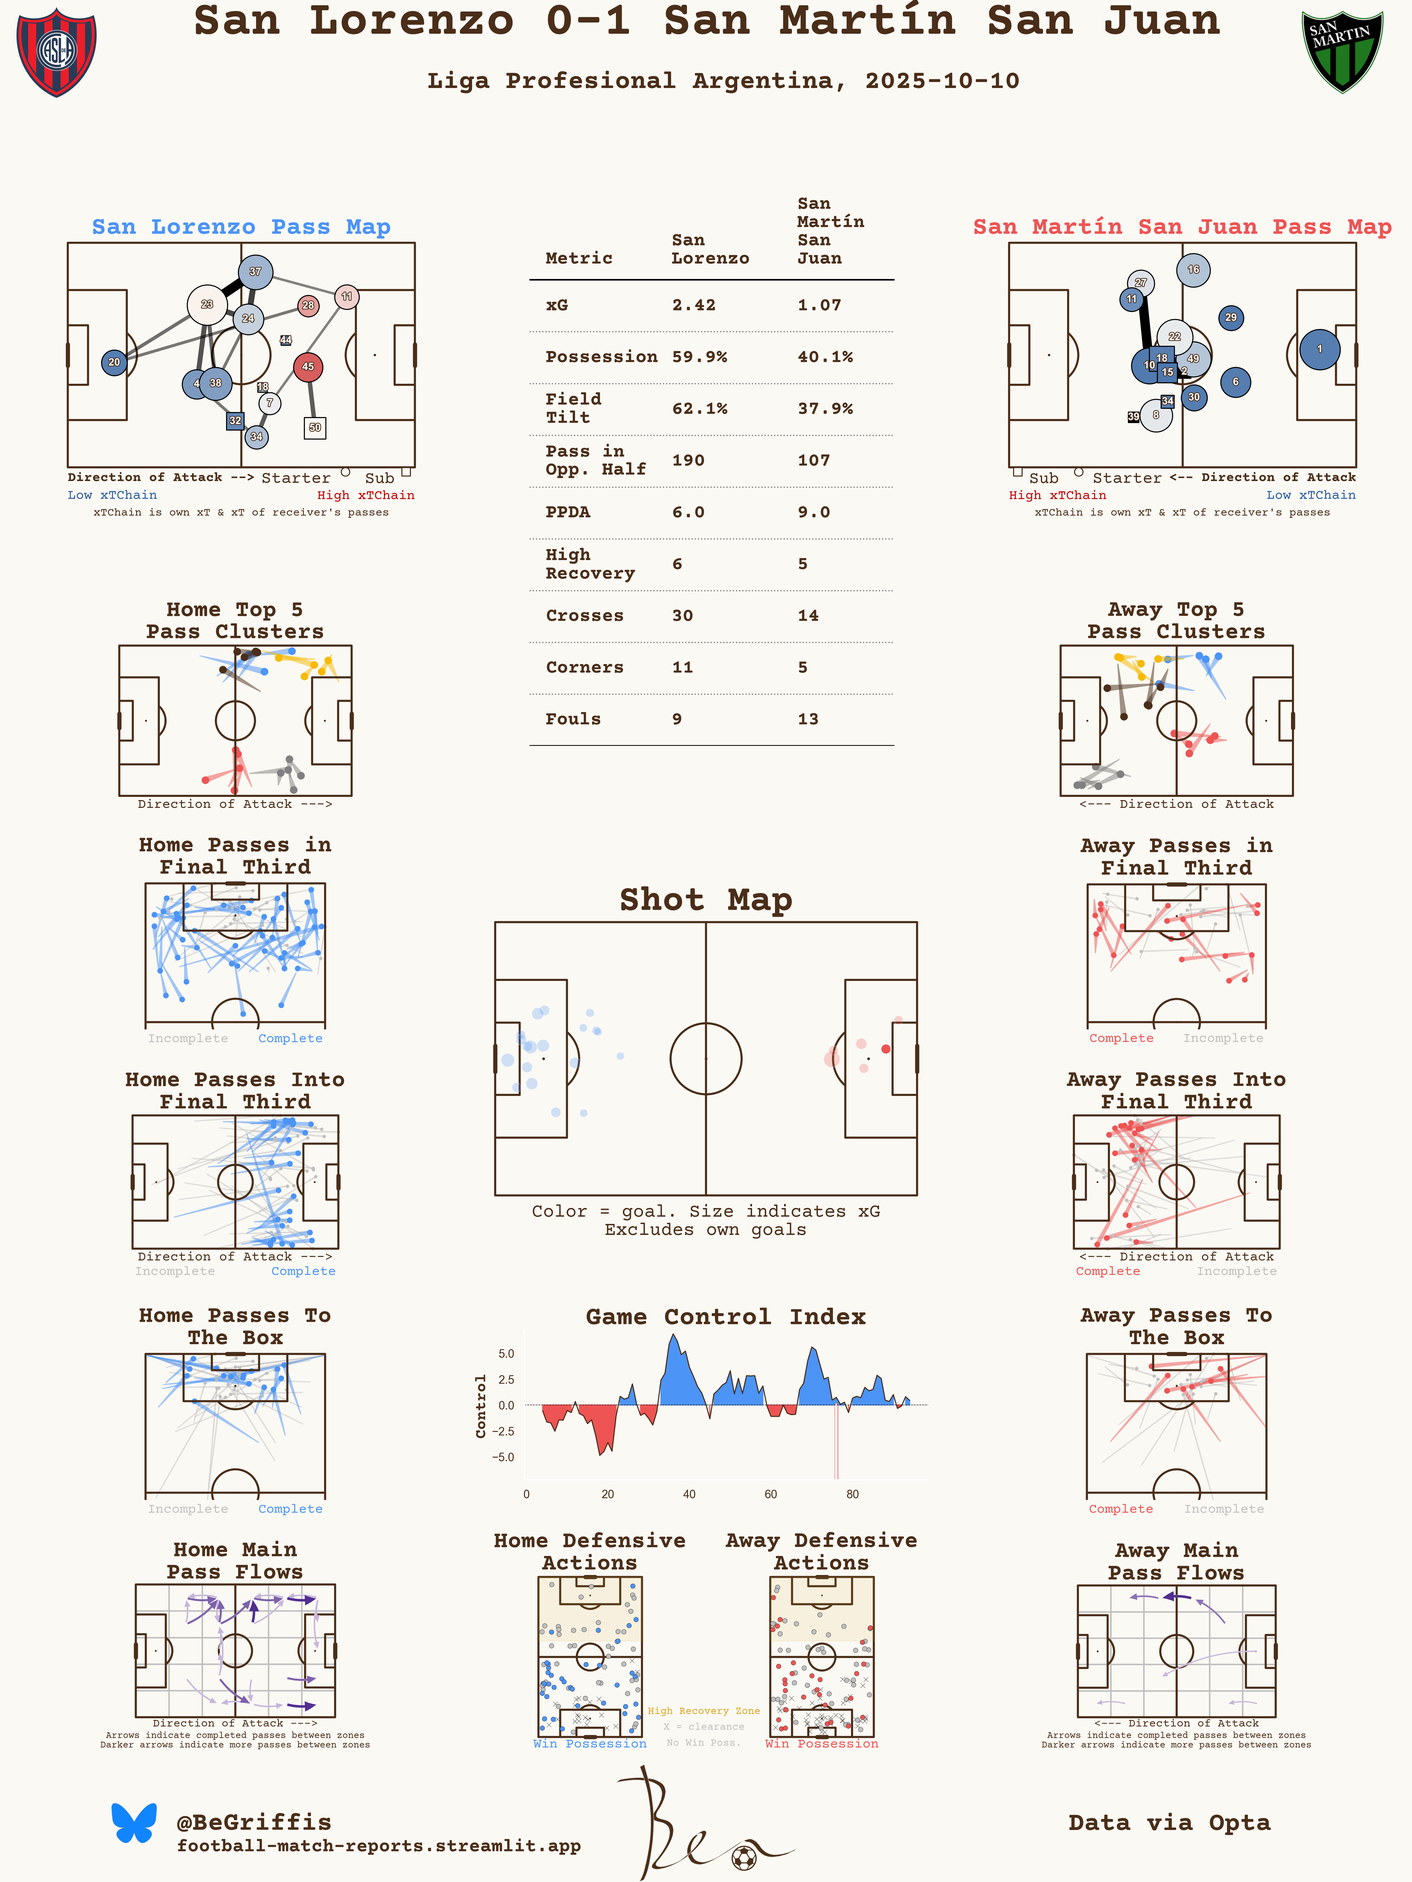 San Lorenzo 0-1 San Martín San Juan
Liga Profesional Argentina, 2025-10-10
CASLA
SAN MARTIN
San Lorenzo Pass Map
37
23
24
28
11
44
20
45
4
38
18
7
32
34
50
Direction of Attack --> Starter Sub
Low xTChain High xTChain
xTChain is own xT & xT of receiver's passes
Metric San Lorenzo San Martín San Juan
xG 2.42 1.07
Possession 59.9% 40.1%
Field Tilt 62.1% 37.9%
Pass in Opp. Half 190 107
PPDA 6.0 9.0
High Recovery 6 5
Crosses 30 14
Corners 11 5
Fouls 9 13
San Martín San Juan Pass Map
16
27
11
29
22
1
18
49
10
15
2
6
34
30
39
8
Sub Starter <-- Direction of Attack
High xTChain Low xTChain
xTChain is own xT & xT of receiver's passes
Home Top 5
Pass Clusters
Direction of Attack --->
Away Top 5
Pass Clusters
<--- Direction of Attack
Home Passes in
Final Third
Incomplete Complete
Away Passes in
Final Third
Complete Incomplete
Shot Map
Color = goal. Size indicates xG
Excludes own goals
Home Passes Into
Final Third
Direction of Attack --->
Incomplete Complete
Away Passes Into
Final Third
<--- Direction of Attack
Complete Incomplete
Home Passes To
The Box
Incomplete Complete
Game Control Index
Control
5.0
2.5
0.0
−2.5
−5.0
0 20 40 60 80
Away Passes To
The Box
Complete Incomplete
Home Main
Pass Flows
Direction of Attack --->
Arrows indicate completed passes between zones
Darker arrows indicate more passes between zones
Home Defensive
Actions
Win Possession
High Recovery Zone
X = clearance
No Win Poss.
Away Defensive
Actions
Win Possession
Away Main
Pass Flows
<--- Direction of Attack
Arrows indicate completed passes between zones
Darker arrows indicate more passes between zones
@BeGriffis
football-match-reports.streamlit.app
Ben
Data via Opta